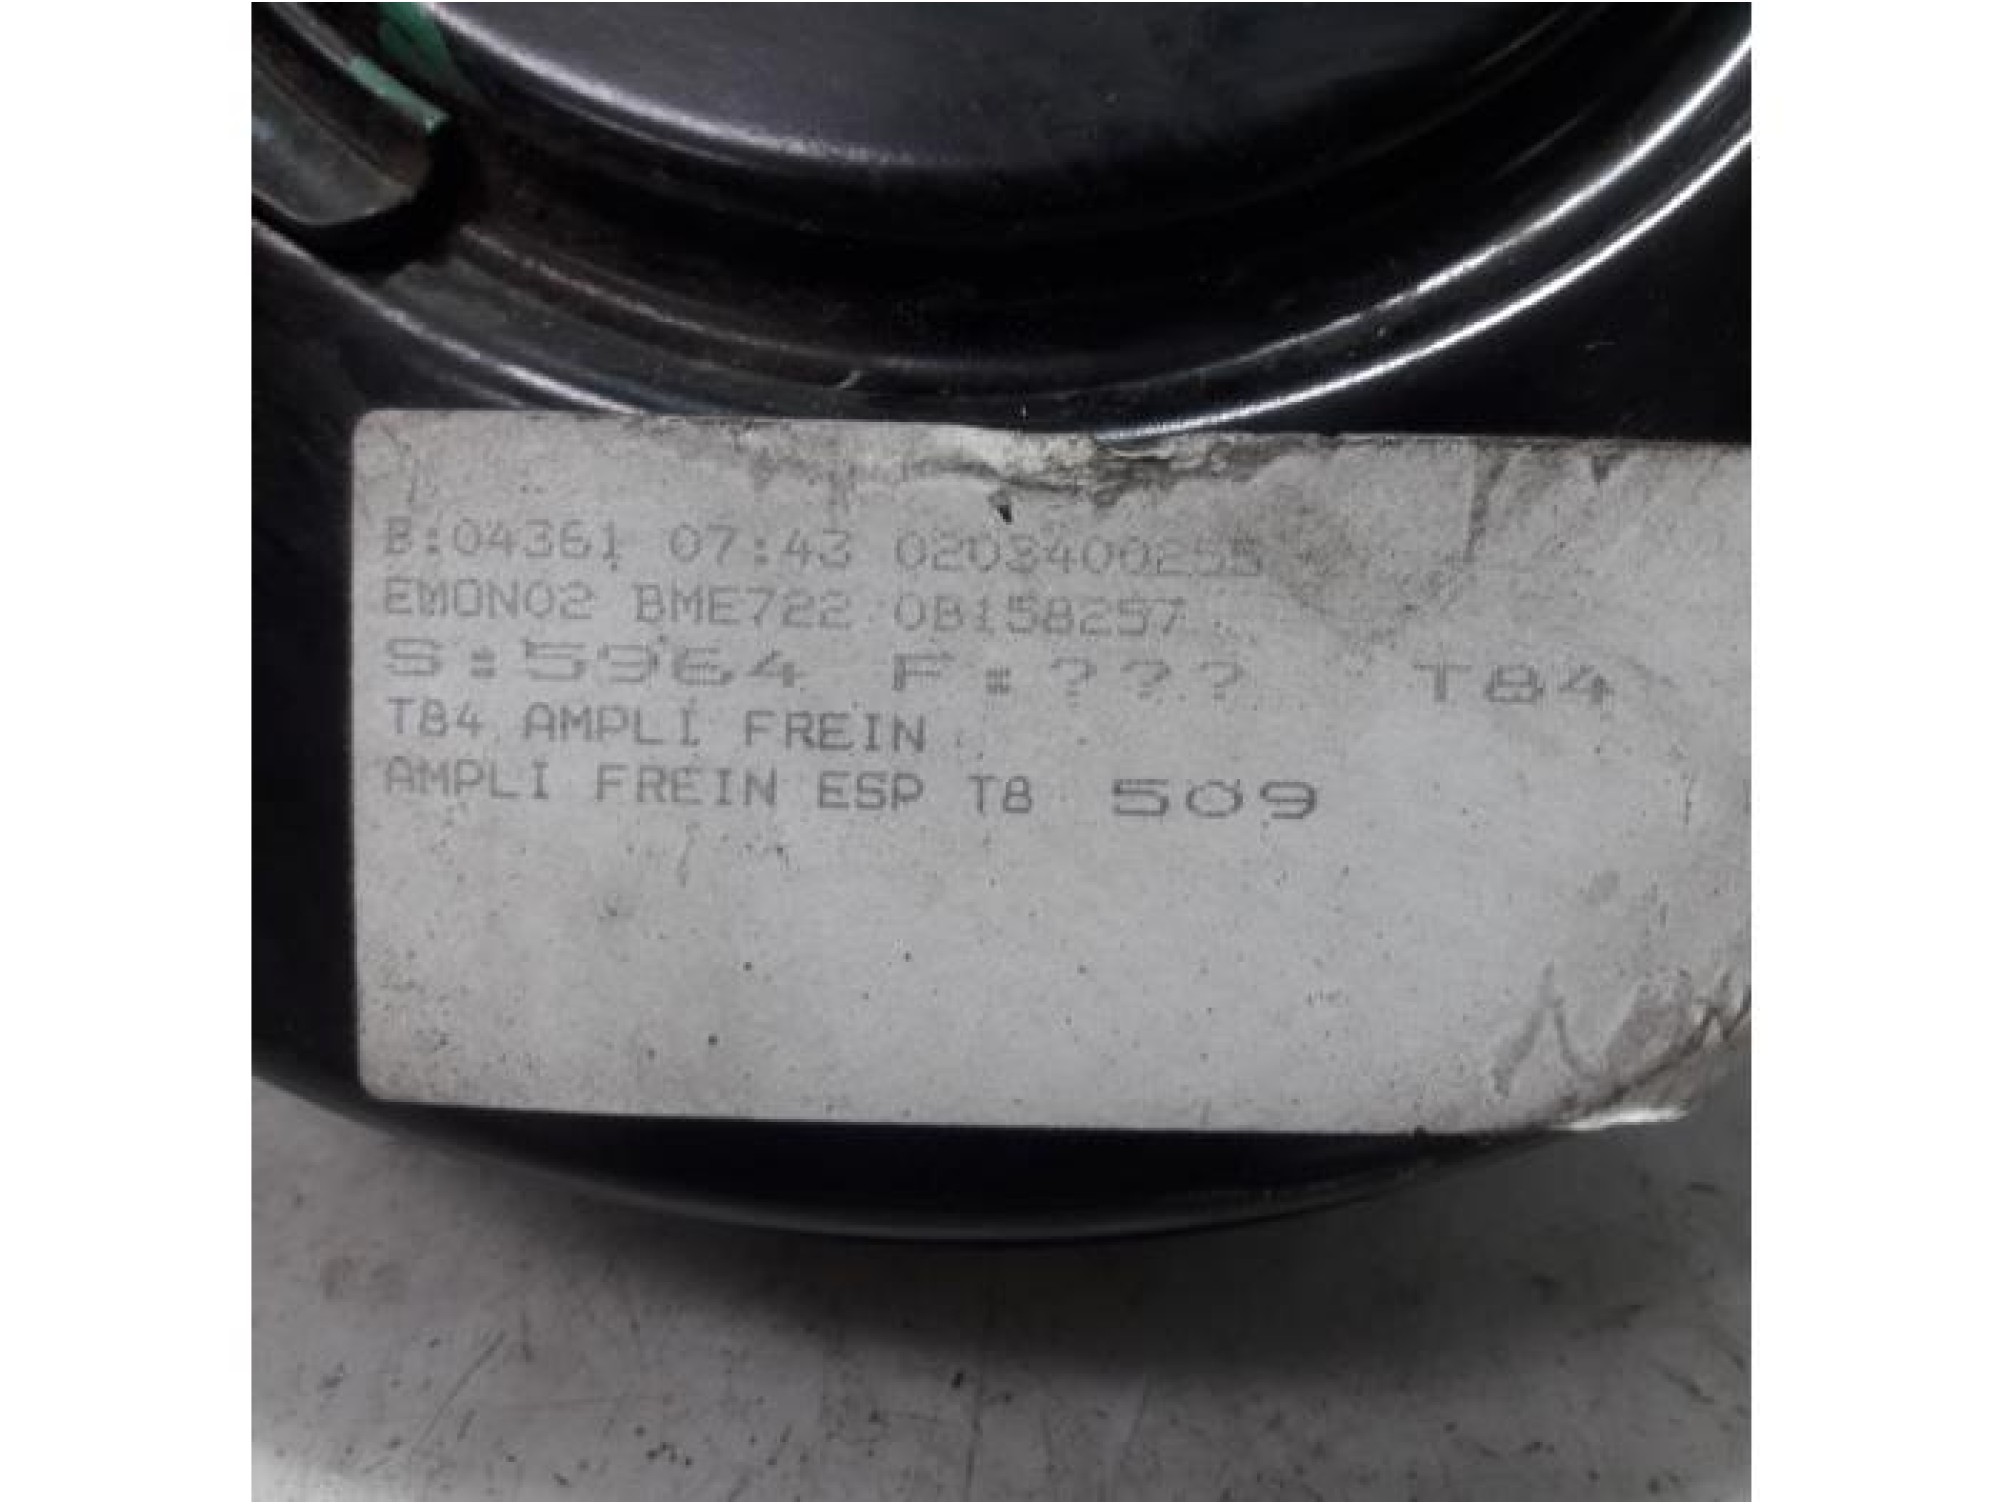 B:04361 07:43 0203400255
EMON02 BME722 0B158257
S:5964 F:??? T84
T84 AMPLI FREIN
AMPLI FREIN ESP T8 509